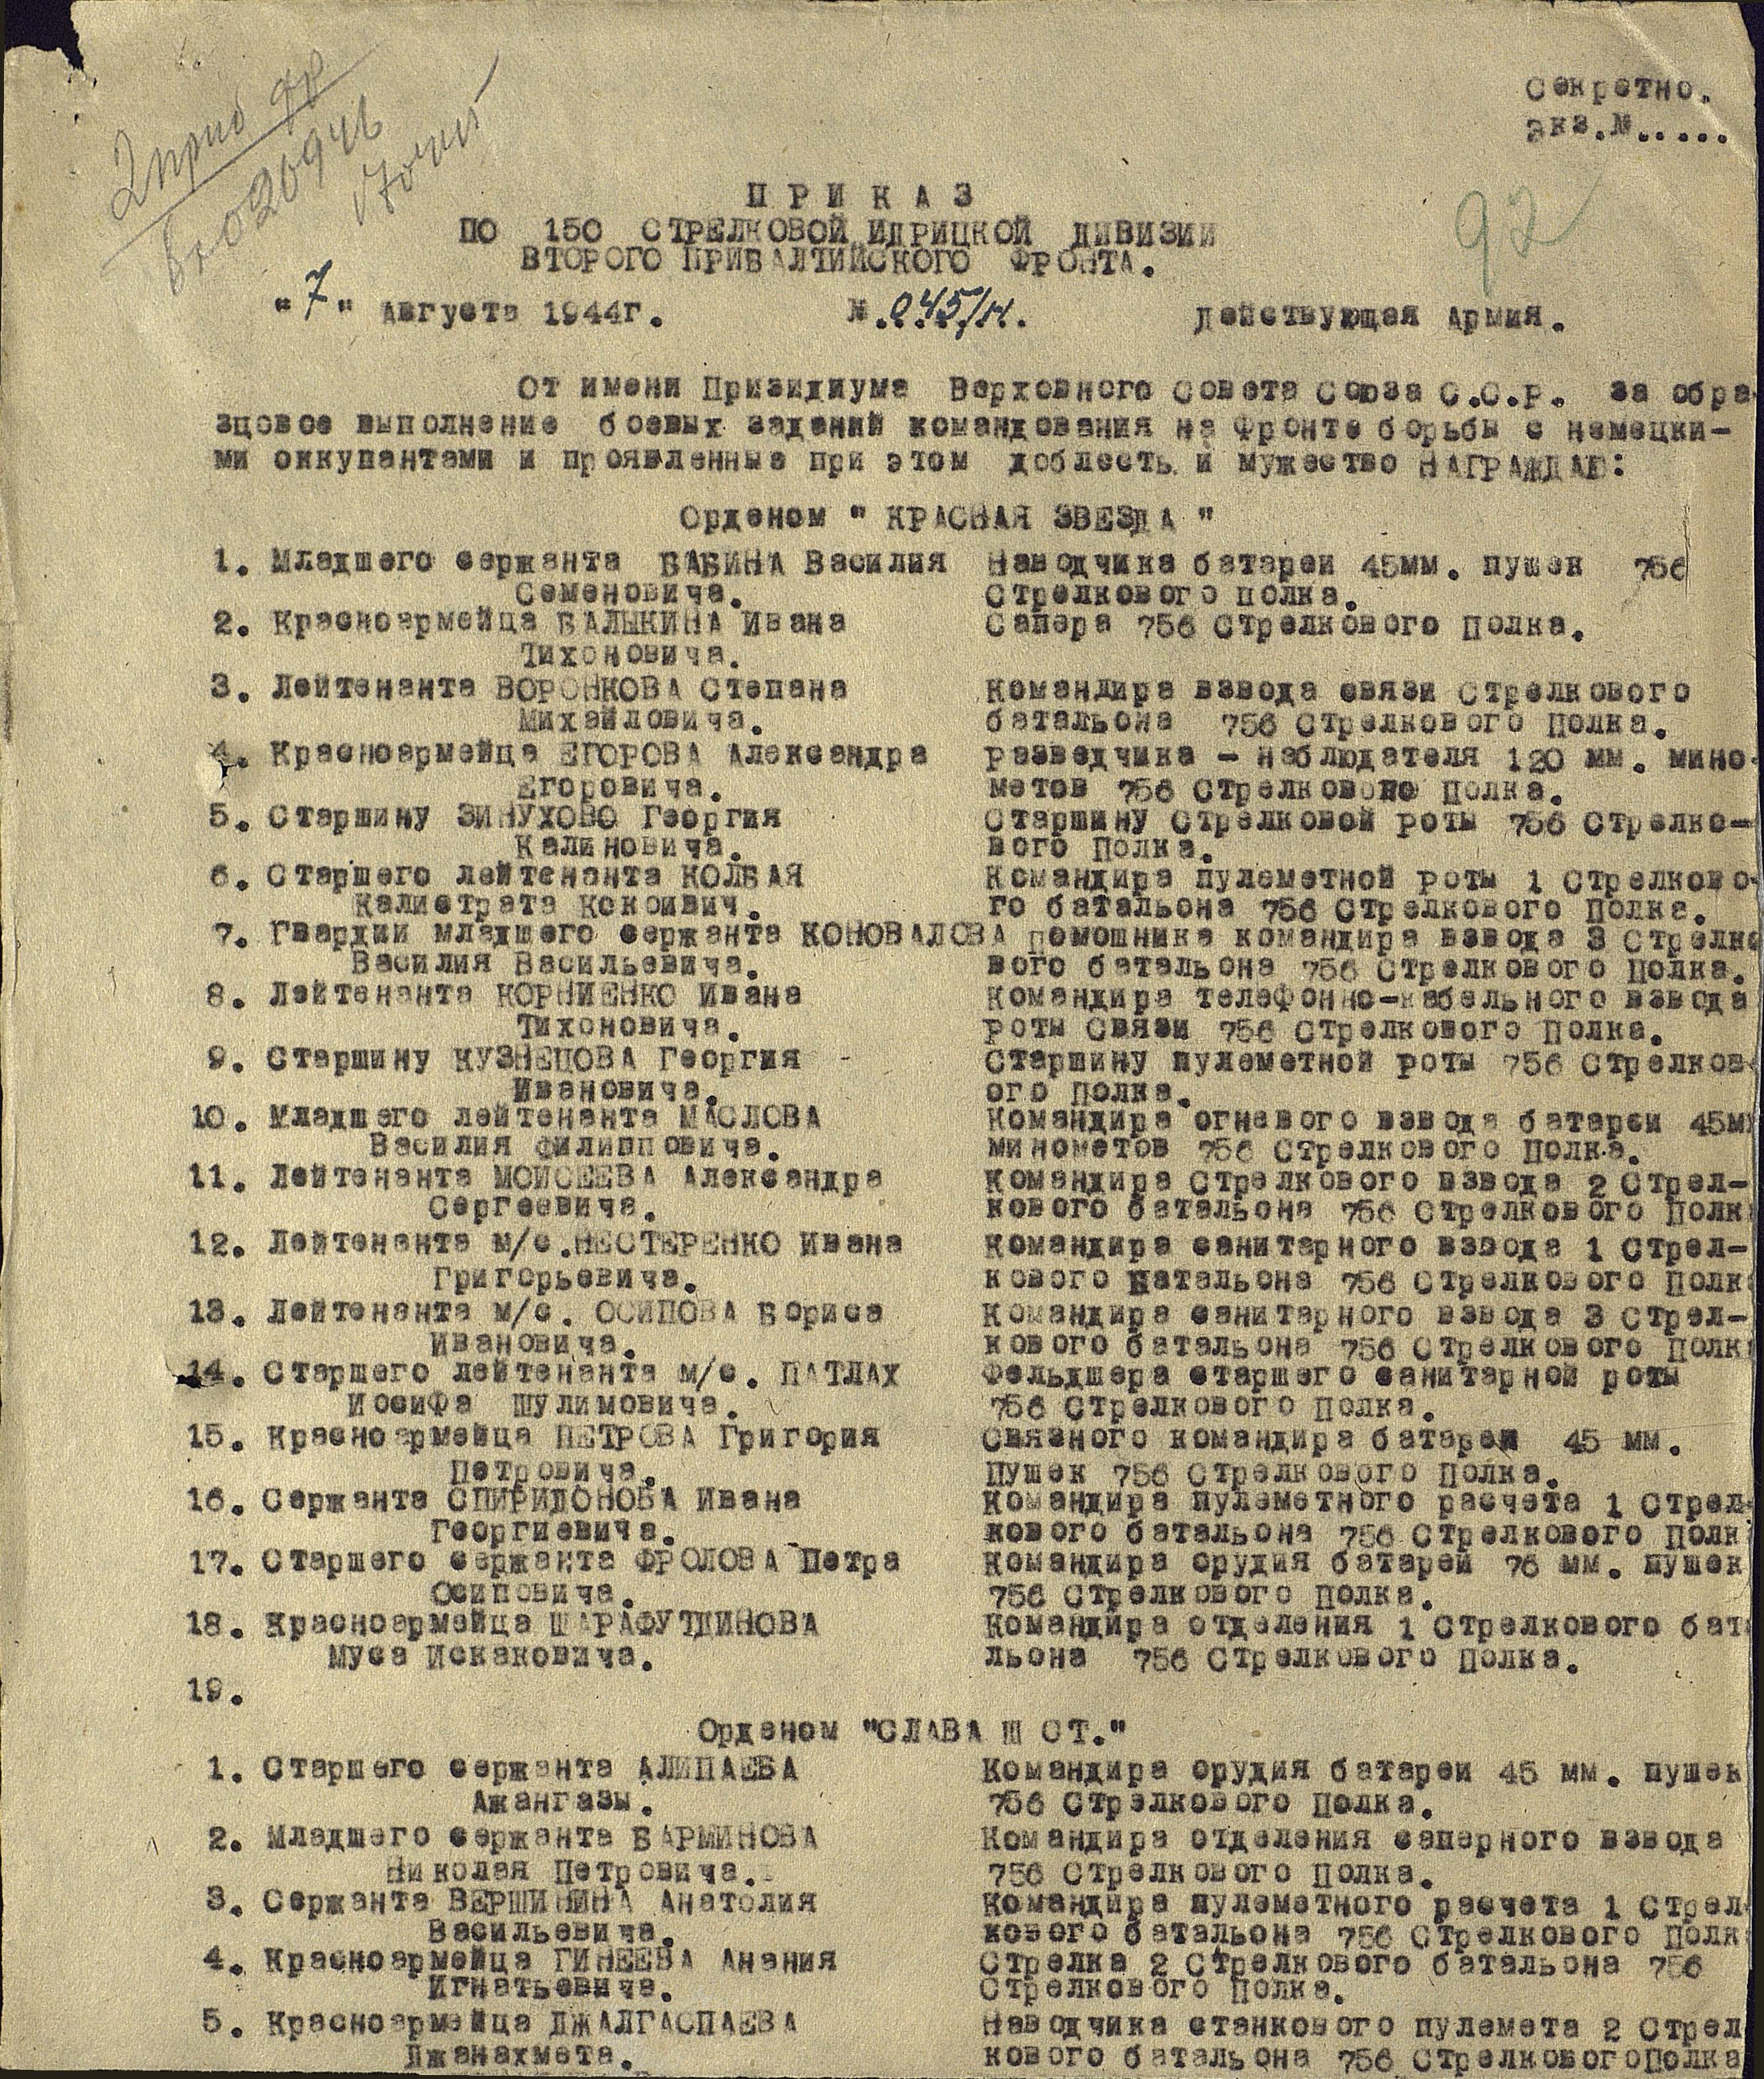 Секретно.
Экз.№.....
2 приб фр
Вх 020946
92
П Р И К А З
ПО 150 СТРЕЛКОВОЙ ИДРИЦКОЙ ДИВИЗИИ
ВТОРОГО ПРИБАЛТИЙСКОГО ФРОНТА.
"7" Августа 1944г. №.045/н. Действующая Армия.
От имени Призидиума Верховного Совета Союза С.С.Р. за обра-
зцовое выполнение боевых заданий командования на Фронте борьбы с немецки-
ми оккупантами и проявленные при этом доблесть и мужество НАГРАЖДАЮ:
Орденом " КРАСНАЯ ЗВЕЗДА "
1. Младшего сержанта БАБИНА Василия Наводчика батареи 45мм. пушек 756
Семеновича. Стрелкового полка.
2. Красноармейца БАЛЫКИНА Ивана Сапера 756 Стрелкового Полка.
Тихоновича.
3. Лейтенанта ВОРОНКОВА Степана Командира взвода связи Стрелкового
Михайловича. батальона 756 Стрелкового Полка.
4. Красноармейца ЕГОРОВА Александра разведчика - наблюдателя 120 мм. мино-
Егоровича. метов 756 Стрелкового Полка.
5. Старшину ЗИНУХОВО Георгия Старшину Стрелковой роты 756 Стрелко-
Калиновича. вого Полка.
6. Старшего лейтенанта КОЛБАЯ Командира пулеметной роты 1 Стрелково-
Калистрата Кокоивич. го батальона 756 Стрелкового Полка.
7. Гвардии младшего сержанта КОНОВАЛОВА помошника командира взвода 3 Стрелко
Василия Васильевича. вого батальона 756 Стрелкового Полка.
8. Лейтенанта КОРНИЕНКО Ивана Командира телефонно-кабельного взвода
Тихоновича. роты Связи 756 Стрелкового Полка.
9. Старшину КУЗНЕЦОВА Георгия Старшину пулеметной роты 756 Стрелков-
Ивановича. ого Полка.
10. Младшего лейтенанта МАСЛОВА Командира огневого взвода батареи 45мм
Василия Филипповича. минометов 756 Стрелкового Полка.
11. Лейтенанта МОИСЕЕВА Александра Командира Стрелкового взвода 2 Стрел-
Сергеевича. кового батальона 756 Стрелкового Полк
12. Лейтенанта м/с.НЕСТЕРЕНКО Ивана Командира санитарного взвода 1 Стрел-
Григорьевича. кового батальона 756 Стрелкового Полк
13. Лейтенанта м/с. ОСИПОВА Бориса Командира санитарного взвода 3 Стрел-
Ивановича. кового батальона 756 Стрелкового Полк
14. Старшего лейтенанта м/с. ПАТЛАХ Фельдшера старшего санитарной роты
Иосифа Шулимовича. 756 Стрелкового Полка.
15. Красноармейца ПЕТРОВА Григория Связного командира батареи 45 мм.
Петровича. Пушек 756 Стрелкового Полка.
16. Сержанта СПИРИДОНОВА Ивана Командира пулеметного расчета 1 Стрел-
Георгиевича. кового батальона 756 Стрелкового Полк
17. Старшего сержанта ФРОЛОВА Петра Командира орудия батареи 76 мм. пушек
Осиповича. 756 Стрелкового Полка.
18. Красноармейца ШАРАФУТДИНОВА Командира отделения 1 Стрелкового бата
Муса Искаковича. льона 756 Стрелкового Полка.
19.
Орденом "СЛАВА Ш СТ."
1. Старшего сержанта АЛИПАЕВА Командира орудия батареи 45 мм. пушек
Ажангазы. 756 Стрелкового Полка.
2. Младшего сержанта БАРМИНОВА Командира отделения саперного взвода
Николая Петровича. 756 Стрелкового Полка.
3. Сержанта ВЕРШИНИНА Анатолия Командира пулеметного расчета 1 Стрел-
Васильевича. кового батальона 756 Стрелкового Полк
4. Красноармейца ГИНЕЕВА Анания Стрелка 2 Стрелкового батальона 756
Игнатьевича. Стрелкового Полка.
5. Красноармейца ДЖАЛГАСПАЕВА Наводчика станкового пулемета 2 Стрел
Джанахмета. кового батальона 756 СтрелковогоПолка